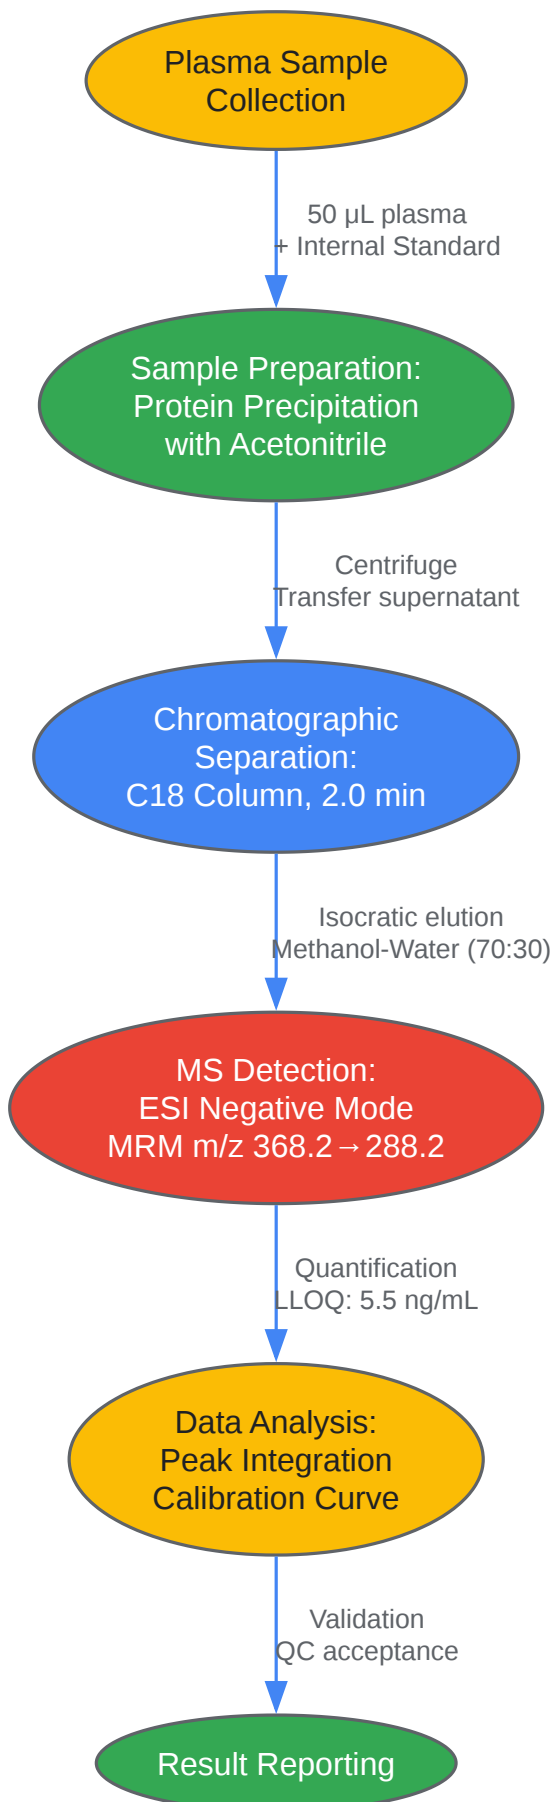 Plasma Sample
Collection
50 μL plasma
+ Internal Standard
Sample Preparation:
Protein Precipitation
with Acetonitrile
Centrifuge
Transfer supernatant
Chromatographic
Separation:
C18 Column, 2.0 min
Isocratic elution
Methanol-Water (70:30)
MS Detection:
ESI Negative Mode
MRM m/z 368.2→288.2
Quantification
LLOQ: 5.5 ng/mL
Data Analysis:
Peak Integration
Calibration Curve
Validation
QC acceptance
Result Reporting